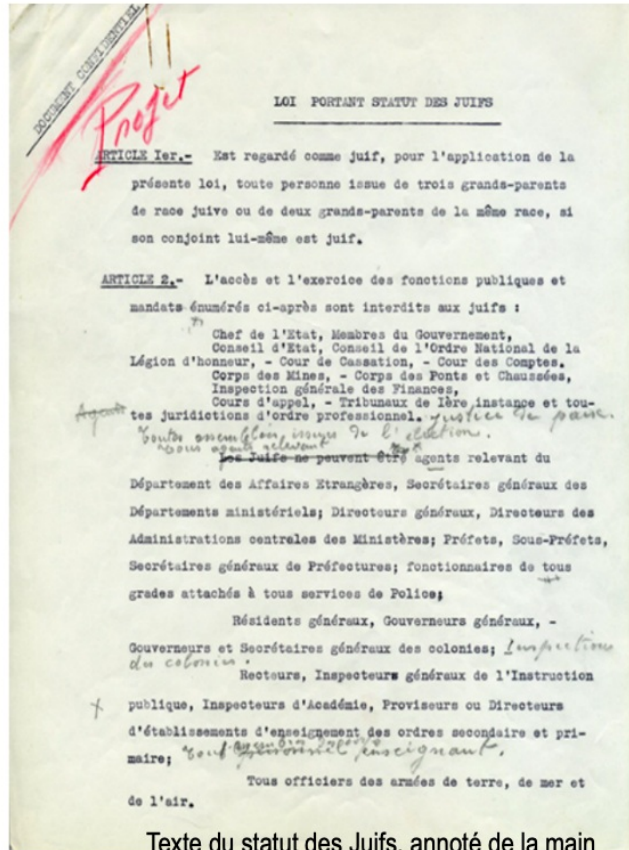 DOCUMENT CONFIDENTIEL
Projet
LOI PORTANT STATUT DES JUIFS
ARTICLE Ier.- Est regardé comme juif, pour l'application de la
présente loi, toute personne issue de trois grands-parents
de race juive ou de deux grands-parents de la même race, si
son conjoint lui-même est juif.
ARTICLE 2.- L'accès et l'exercice des fonctions publiques et
mandats énumérés ci-après sont interdits aux juifs :
Chef de l'Etat, Membres du Gouvernement,
Conseil d'Etat, Conseil de l'Ordre National de la
Légion d'honneur, - Cour de Cassation, - Cour des Comptes.
Corps des Mines, - Corps des Ponts et Chaussées,
Inspection générale des Finances,
Cours d'appel, - Tribunaux de 1ère instance et tou-
Agents tes juridictions d'ordre professionnel. justice de paix.
Toutes assemblées issues de l'élection.
Tous agents relevant
Les Juifs ne peuvent être agents relevant du
Département des Affaires Etrangères, Secrétaires généraux des
Départements ministériels; Directeurs généraux, Directeurs des
Administrations centrales des Ministères; Préfets, Sous-Préfets,
Secrétaires généraux de Préfectures; fonctionnaires de tous
grades attachés à tous services de Police;
Résidents généraux, Gouverneurs généraux, -
Gouverneurs et Secrétaires généraux des colonies; Inspections
des colonies.
Recteurs, Inspecteurs généraux de l'Instruction
x publique, Inspecteurs d'Académie, Proviseurs ou Directeurs
d'établissements d'enseignement des ordres secondaire et pri-
maire; tout personnel enseignant.
Tous officiers des armées de terre, de mer et
de l'air.
Texte du statut des Juifs, annoté de la main